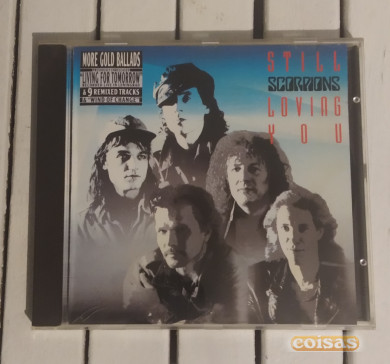 MORE GOLD BALLADS
"LIVING FOR TOMORROW"
& 9 REMIXED TRACKS
& "WIND OF CHANGE"
STILL
SCORPIONS
LOVING
YOU
coisas